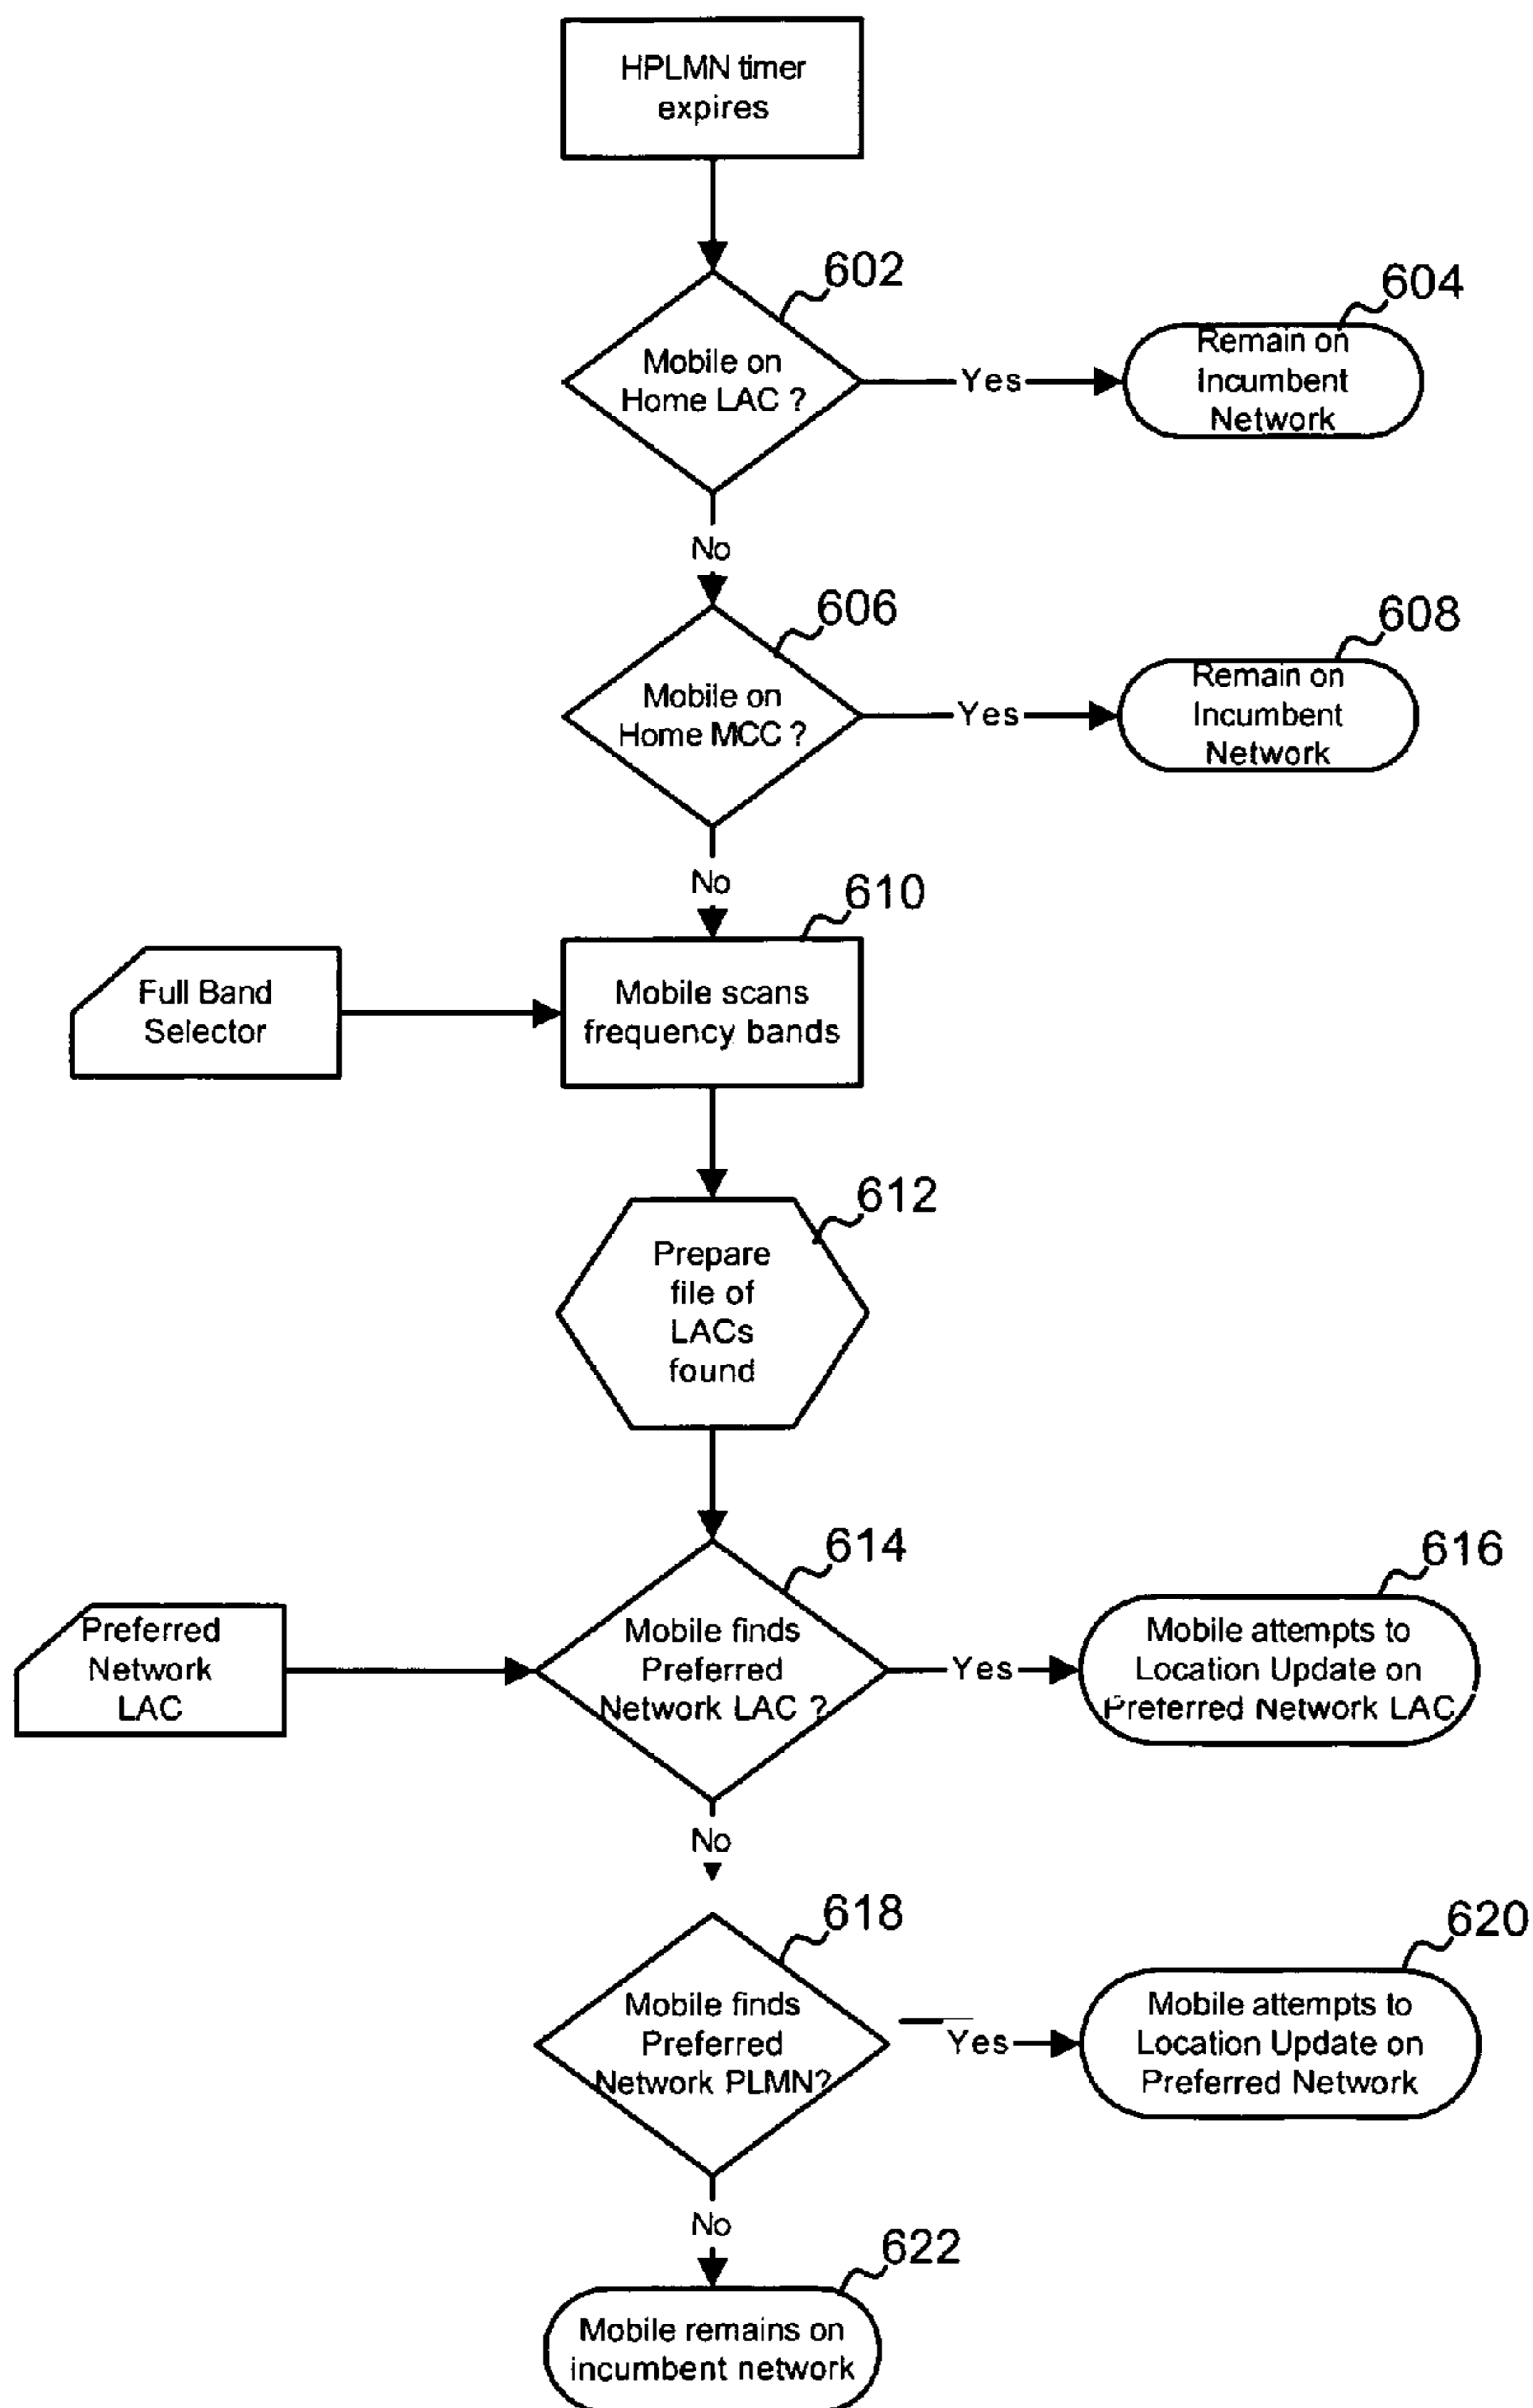 HPLMN timer
expires
602
604
Mobile on
Home LAC ?
Yes
Remain on
Incumbent
Network
No
606
608
Mobile on
Home MCC ?
Yes
Remain on
Incumbent
Network
No
610
Full Band
Selector
Mobile scans
frequency bands
612
Prepare
file of
LACs
found
614
616
Preferred
Network
LAC
Mobile finds
Preferred
Network LAC ?
Yes
Mobile attempts to
Location Update on
Preferred Network LAC
No
618
620
Mobile finds
Preferred
Network PLMN?
Yes
Mobile attempts to
Location Update on
Preferred Network
No
622
Mobile remains on
incumbent network